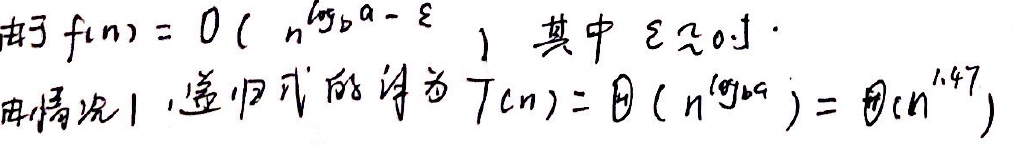 由于 f(n) = O( n^{log_b a - ε} ) 其中 ε≈0.1.
由情况1,递归式的译为 T(n) = Θ( n^{log_b a} ) = Θ(n^{1.47})